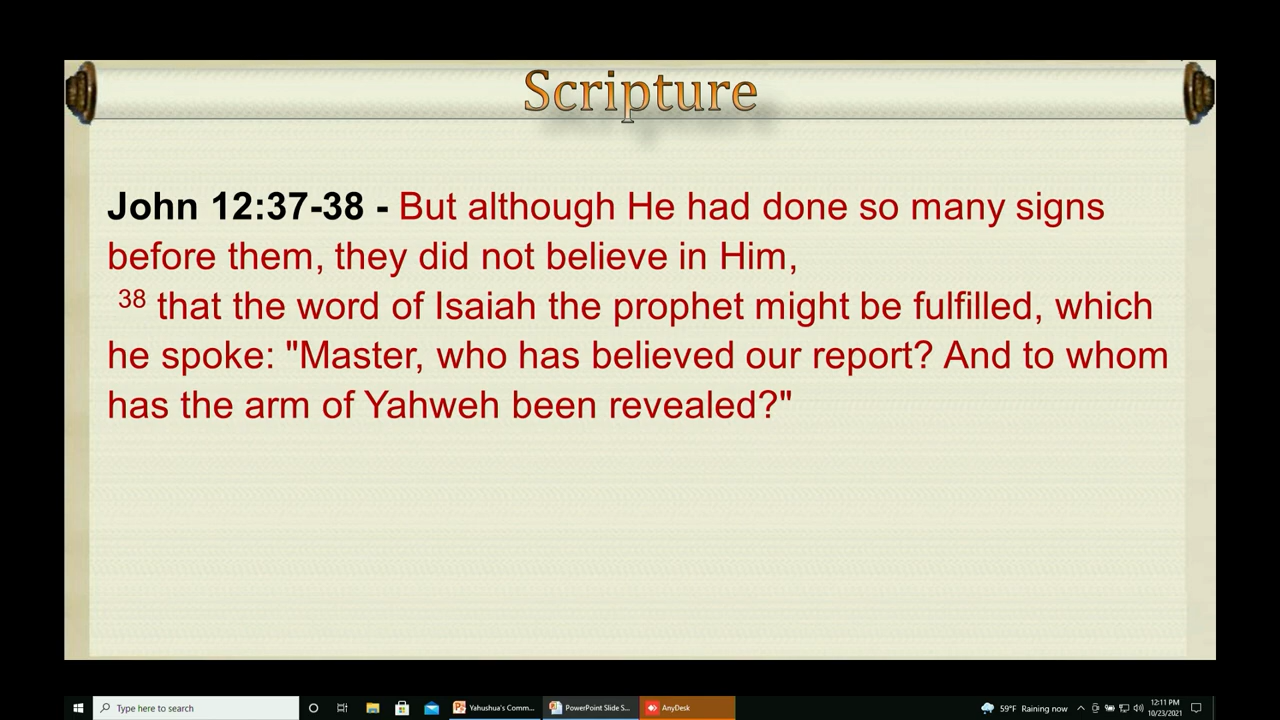 Scripture
John 12:37-38 - But although He had done so many signs
before them, they did not believe in Him,
38 that the word of Isaiah the prophet might be fulfilled, which
he spoke: "Master, who has believed our report? And to whom
has the arm of Yahweh been revealed?"
Type here to search
Yahushua's Comm...
PowerPoint Slide S...
AnyDesk
59°F Raining now
12:11 PM
10/23/2021